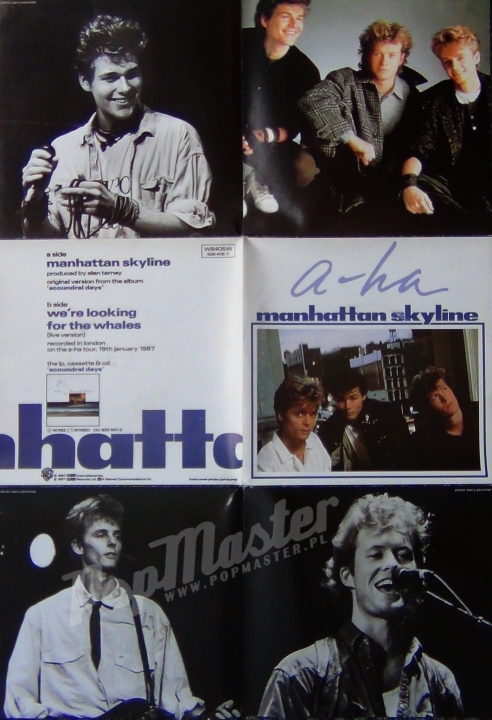 a side
manhattan skyline
produced by alan tarney
original version from the album
'scoundrel days'
W8405W
b side
we're looking
for the whales
(live version)
recorded in london
on the a-ha tour, 19th january 1987
the lp, cassette & cd
'scoundrel days'
hatta
a-ha
manhattan skyline
PopMaster
WWW.POPMASTER.PL